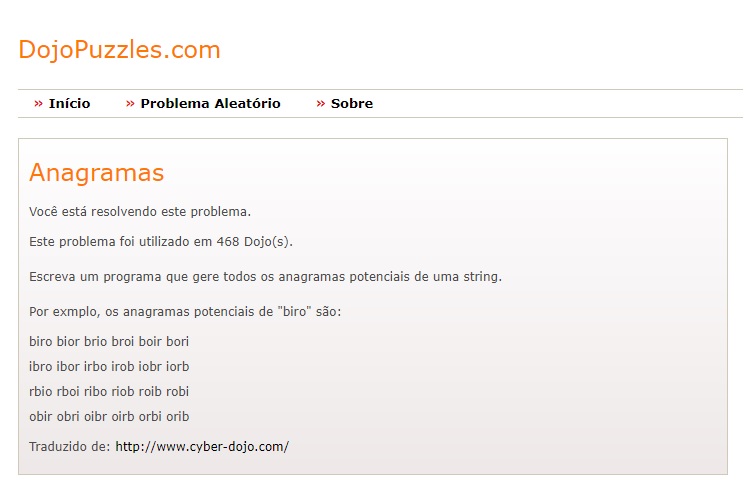 DojoPuzzles.com
» Início » Problema Aleatório » Sobre
Anagramas
Você está resolvendo este problema.
Este problema foi utilizado em 468 Dojo(s).
Escreva um programa que gere todos os anagramas potenciais de uma string.
Por exmplo, os anagramas potenciais de "biro" são:
biro bior brio broi boir bori
ibro ibor irbo irob iobr iorb
rbio rboi ribo riob roib robi
obir obri oibr oirb orbi orib
Traduzido de: http://www.cyber-dojo.com/